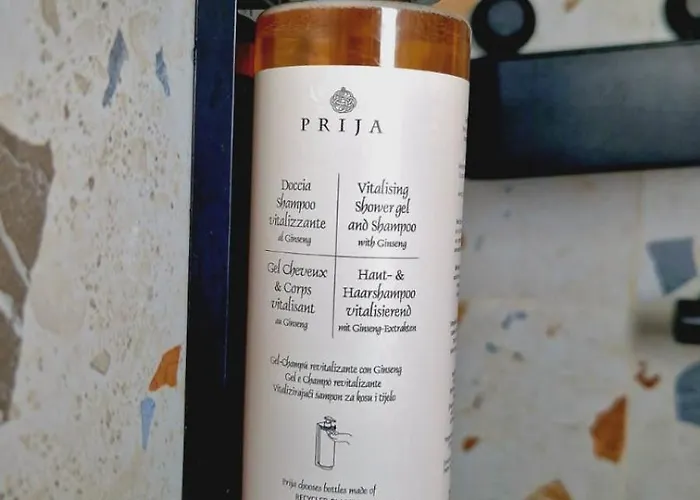 PRIJA
Doccia
Shampoo
vitalizzante
al Ginseng
Vitalising
Shower gel
and Shampoo
with Ginseng
Gel Cheveux
& Corps
vitalisant
au Ginseng
Haut- &
Haarshampoo
vitalisierend
mit Ginseng-Extrakten
Gel-Champú revitalizante con Ginseng
Gel e Champô revitalizante
Vitalizirajući šampon za kosu i tijelo
Prija chooses bottles made of